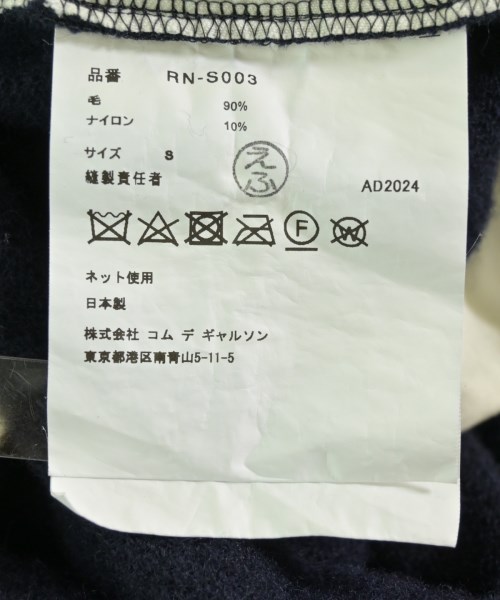 品番 RN-S003
毛 90%
ナイロン 10%
サイズ S
縫製責任者 えふ AD2024
F W
ネット使用
日本製
株式会社 コム デ ギャルソン
東京都港区南青山5-11-5